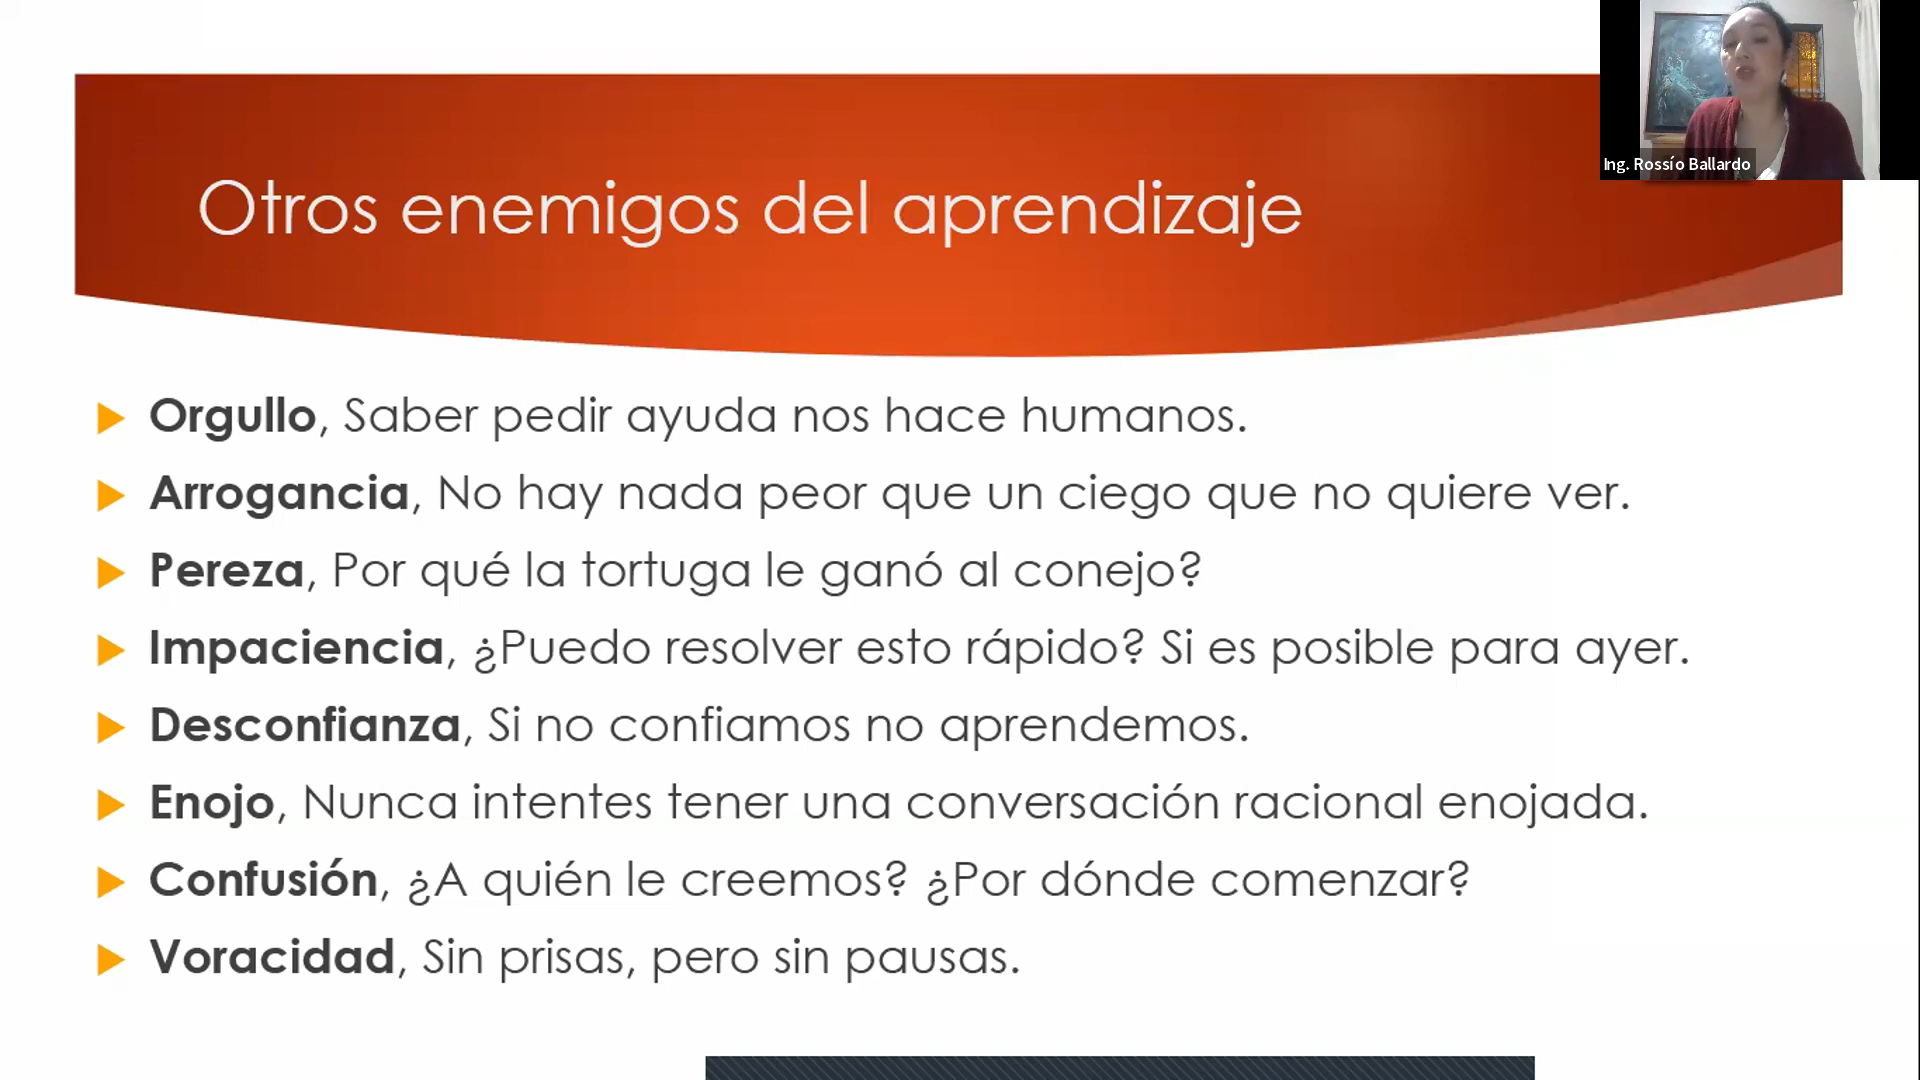 Ing. Rossío Ballardo
Otros enemigos del aprendizaje
Orgullo, Saber pedir ayuda nos hace humanos.
Arrogancia, No hay nada peor que un ciego que no quiere ver.
Pereza, Por qué la tortuga le ganó al conejo?
Impaciencia, ¿Puedo resolver esto rápido? Si es posible para ayer.
Desconfianza, Si no confiamos no aprendemos.
Enojo, Nunca intentes tener una conversación racional enojada.
Confusión, ¿A quién le creemos? ¿Por dónde comenzar?
Voracidad, Sin prisas, pero sin pausas.